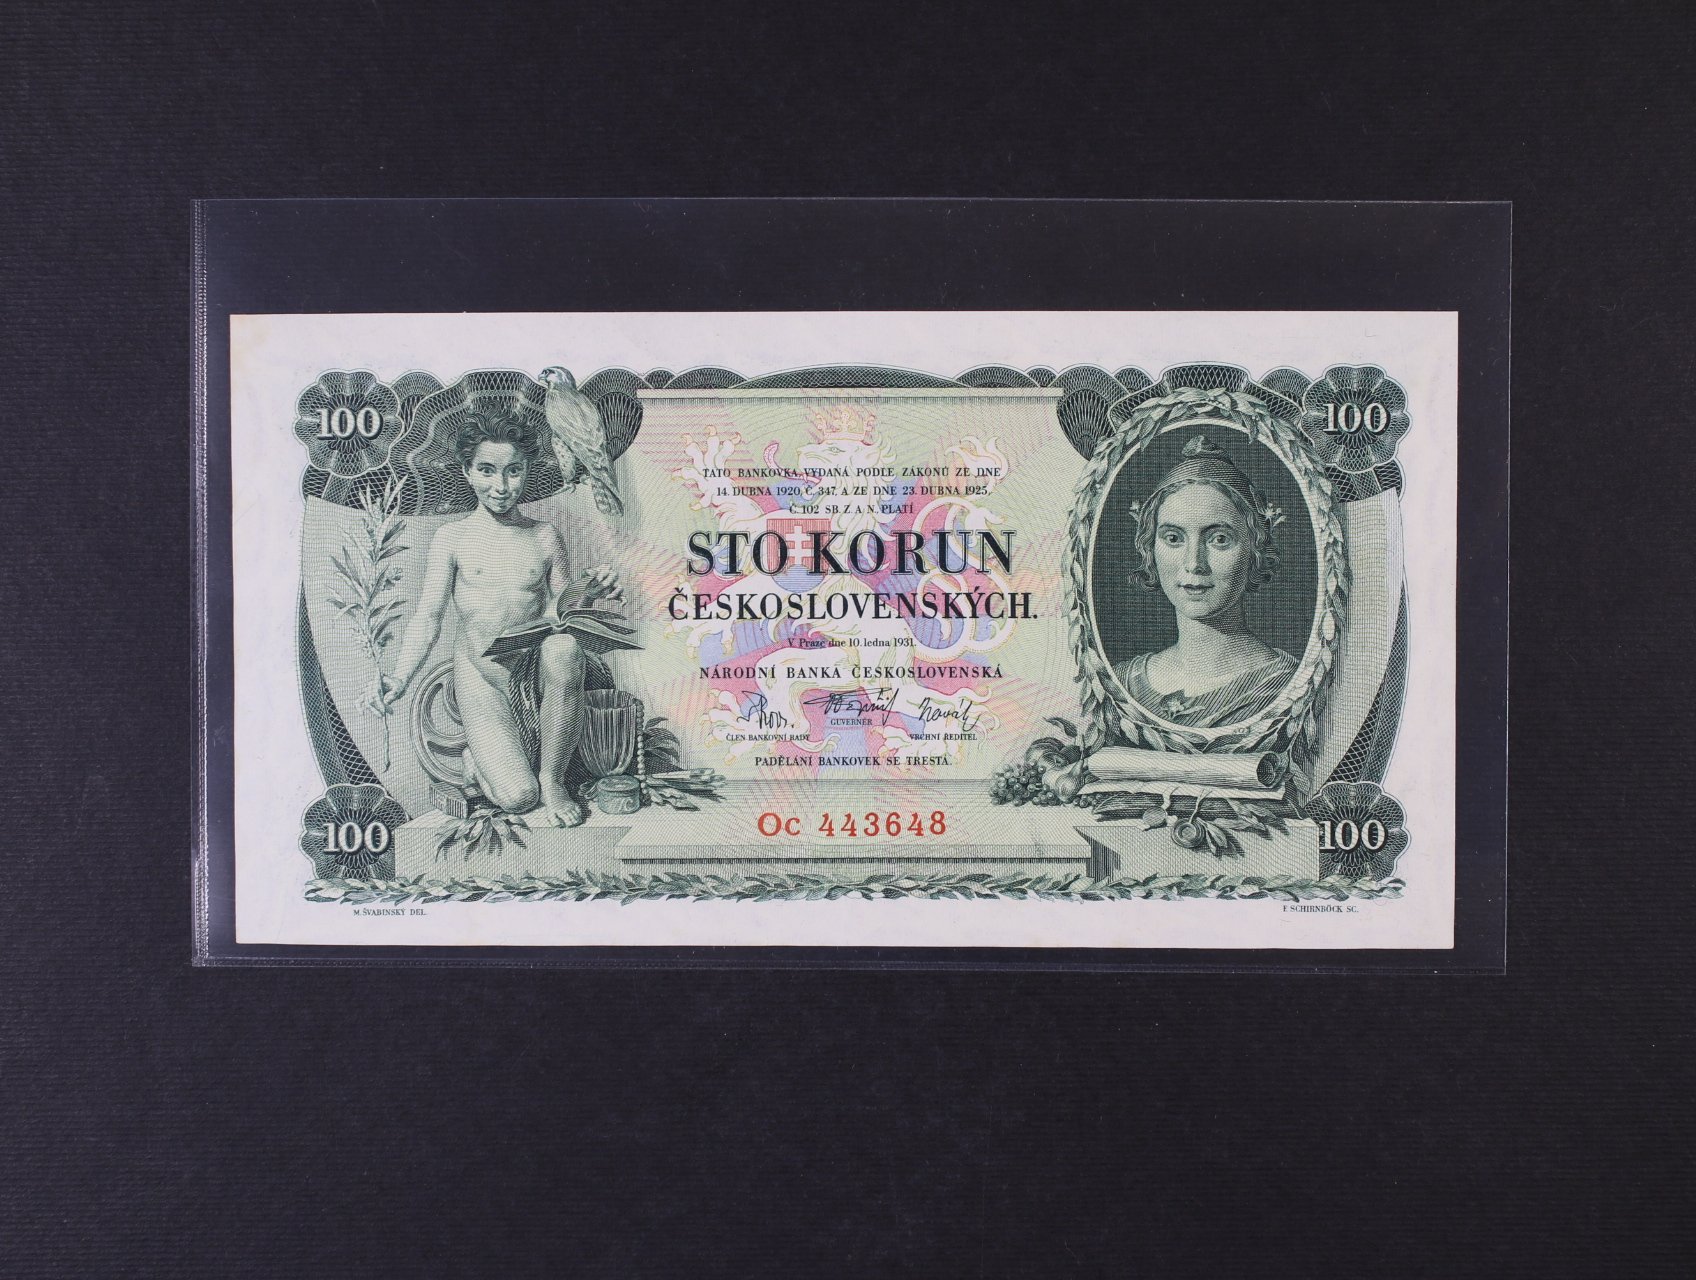 100
100
TATO BANKOVKA, VYDANÁ PODLE ZÁKONŮ ZE DNE
14. DUBNA 1920, Č. 347, A ZE DNE 23. DUBNA 1925,
Č. 102 SB. Z. A N. PLATÍ
STO KORUN
ČESKOSLOVENSKÝCH.
V Praze dne 10. ledna 1931.
NÁRODNÍ BANKA ČESKOSLOVENSKÁ
GUVERNÉR
ČLEN BANKOVNÍ RADY
VRCHNÍ ŘEDITEL
PADĚLÁNÍ BANKOVEK SE TRESTÁ.
Oc 443648
100
100
M. ŠVABINSKÝ DEL.
F. SCHIRNBÖCK SC.